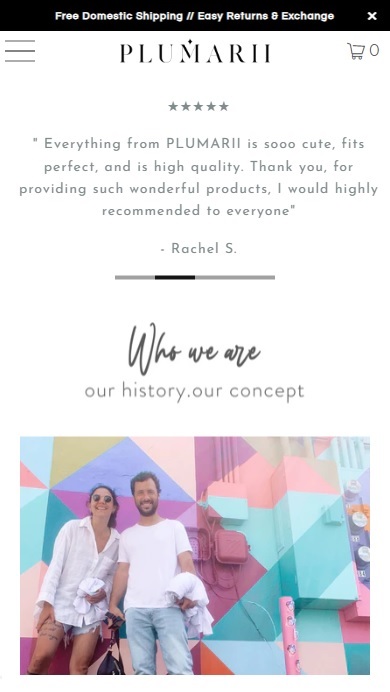 Free Domestic Shipping // Easy Returns & Exchange ×
PLUMARII
0
★★★★★
" Everything from PLUMARII is sooo cute, fits
perfect, and is high quality. Thank you, for
providing such wonderful products, I would highly
recommended to everyone"
- Rachel S.
Who we are
our history.our concept